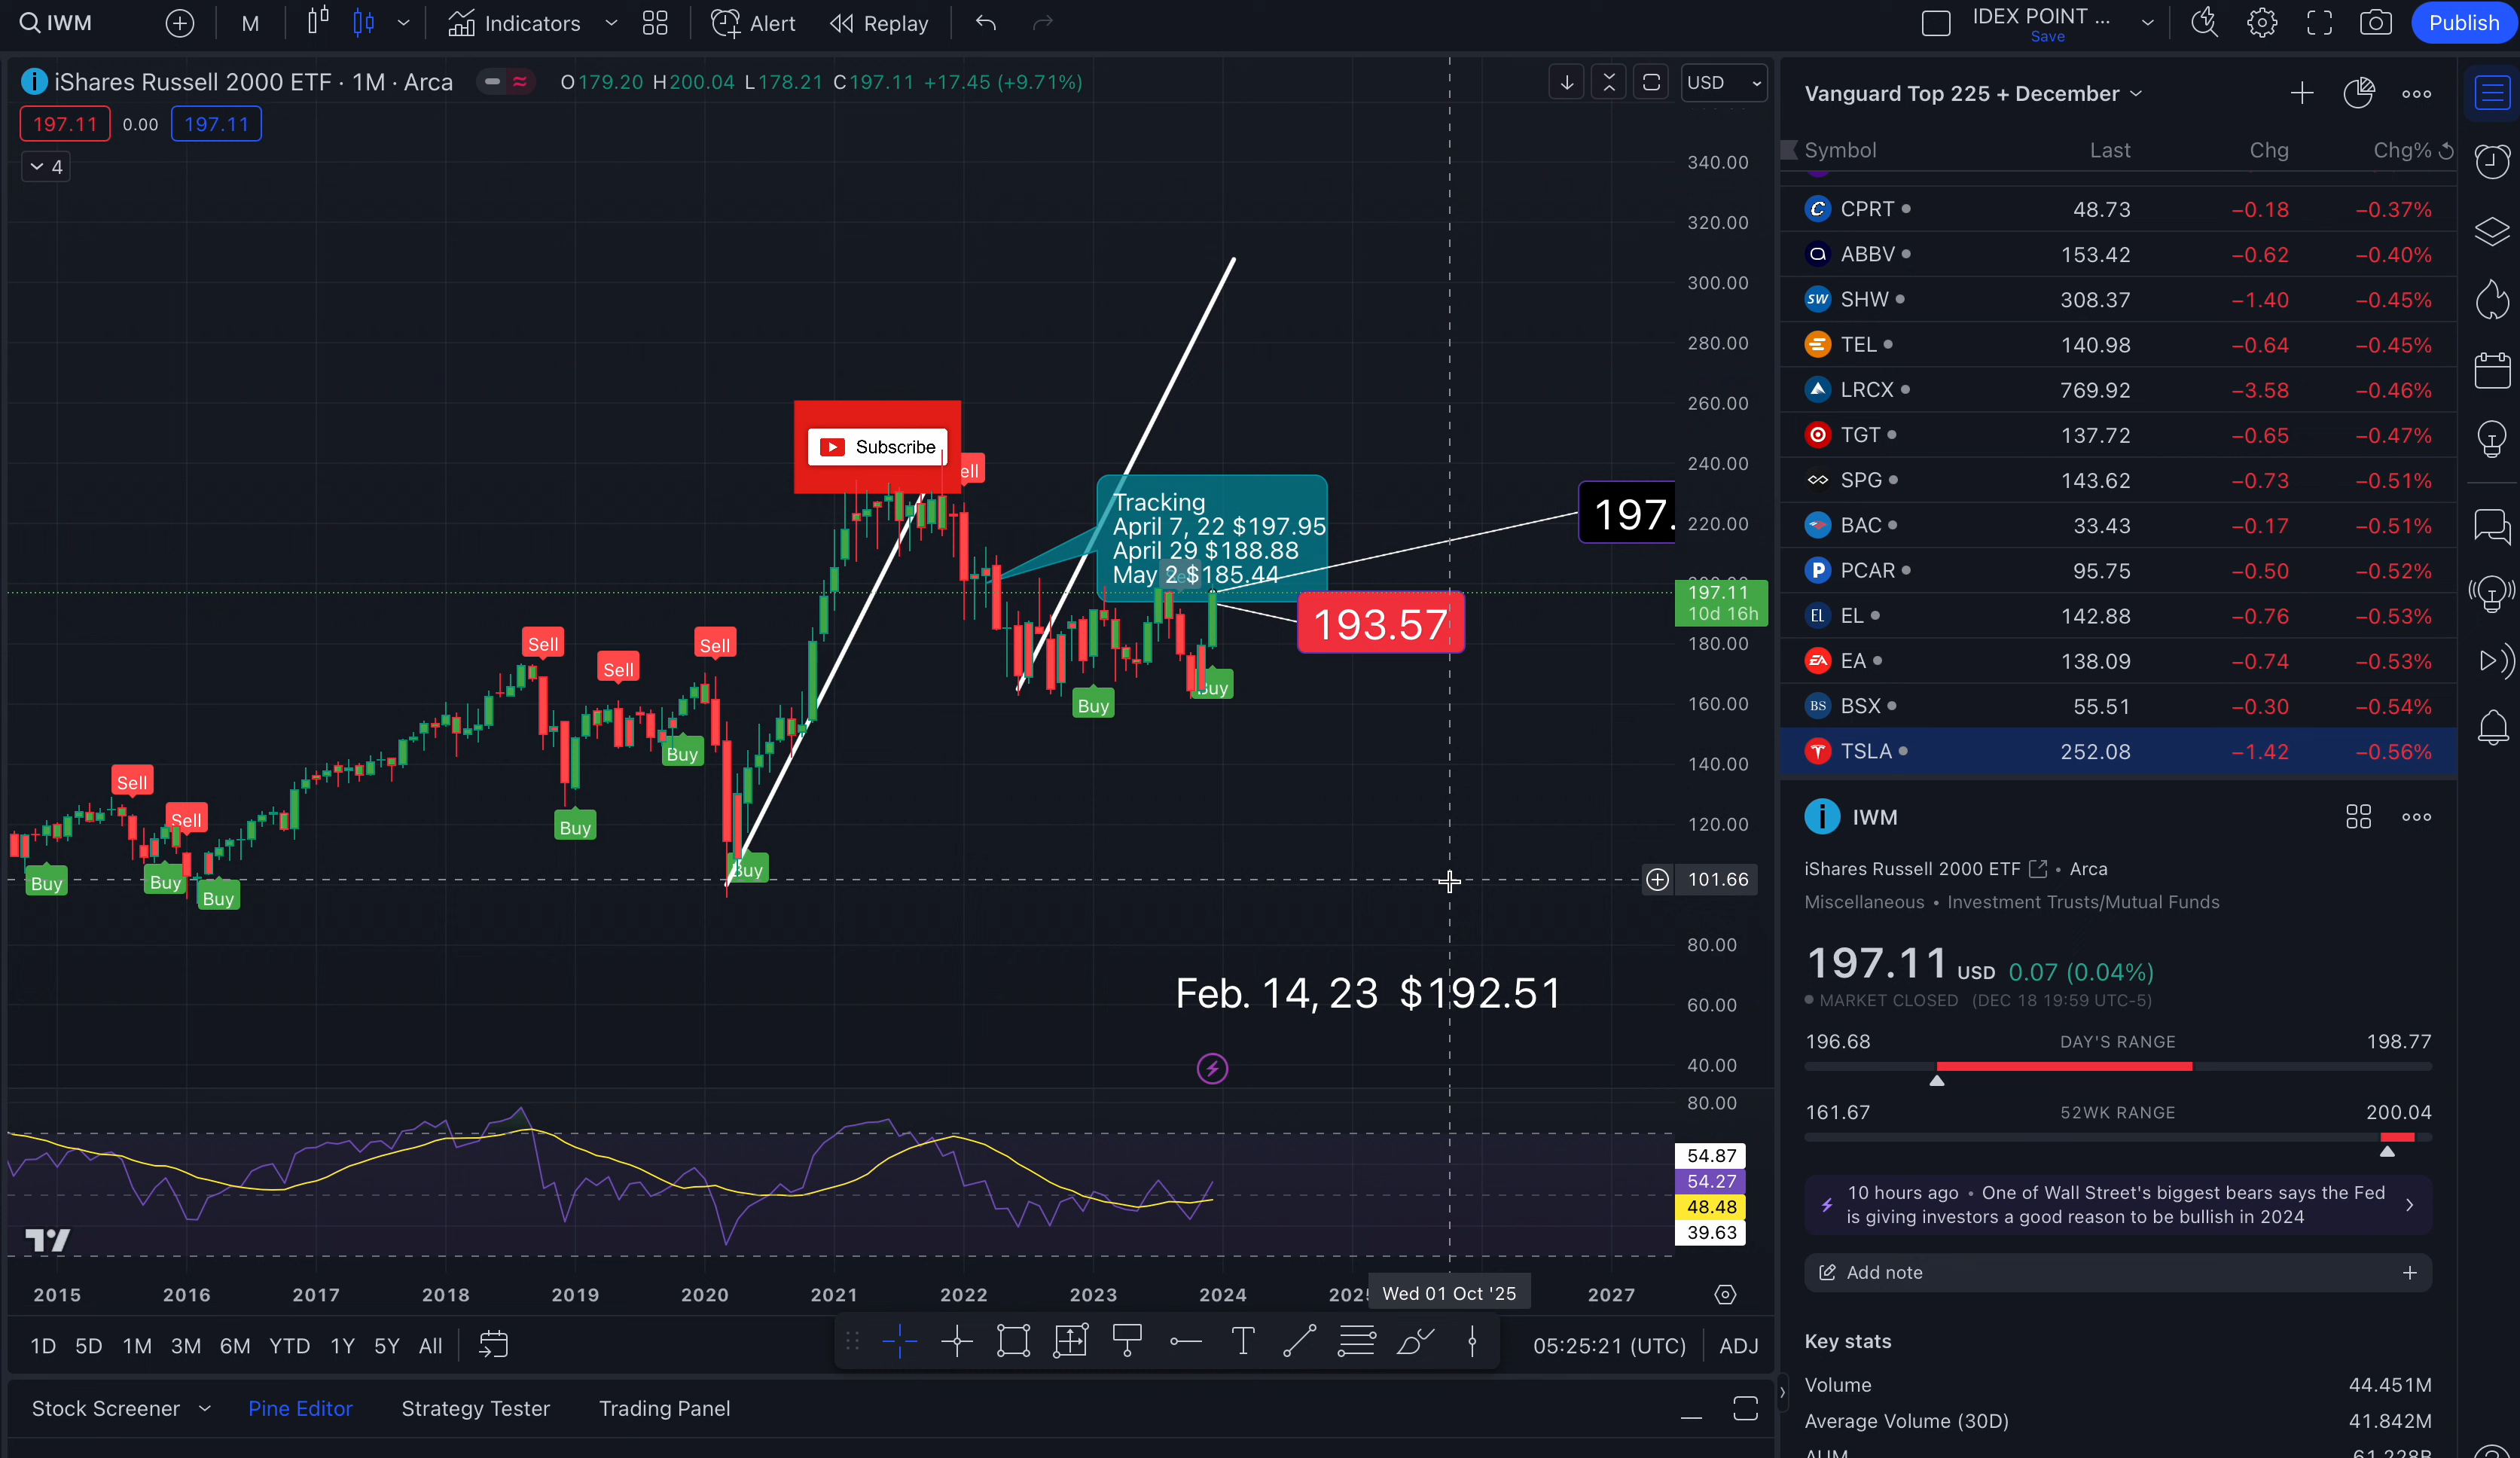 IWM
M
Indicators
Alert
Replay
IDEX POINT ...
Save
Publish
iShares Russell 2000 ETF · 1M · Arca
O179.20 H200.04 L178.21 C197.11 +17.45 (+9.71%)
USD
197.11
0.00
197.11
4
340.00
320.00
300.00
280.00
260.00
240.00
220.00
197.11
10d 16h
180.00
160.00
140.00
120.00
101.66
80.00
60.00
40.00
80.00
54.87
54.27
48.48
39.63
Subscribe
Tracking
April 7, 22 $197.95
April 29 $188.88
May 2 $185.44
197.
193.57
Sell
Sell
Sell
Sell
Sell
Buy
Buy
Buy
Buy
Buy
Buy
Buy
Feb. 14, 23 $192.51
2015
2016
2017
2018
2019
2020
2021
2022
2023
2024
Wed 01 Oct '25
2027
1D
5D
1M
3M
6M
YTD
1Y
5Y
All
05:25:21 (UTC)
ADJ
Stock Screener
Pine Editor
Strategy Tester
Trading Panel
Vanguard Top 225 + December
Symbol Last Chg Chg%
CPRT 48.73 −0.18 −0.37%
ABBV 153.42 −0.62 −0.40%
SHW 308.37 −1.40 −0.45%
TEL 140.98 −0.64 −0.45%
LRCX 769.92 −3.58 −0.46%
TGT 137.72 −0.65 −0.47%
SPG 143.62 −0.73 −0.51%
BAC 33.43 −0.17 −0.51%
PCAR 95.75 −0.50 −0.52%
EL 142.88 −0.76 −0.53%
EA 138.09 −0.74 −0.53%
BSX 55.51 −0.30 −0.54%
TSLA 252.08 −1.42 −0.56%
IWM
iShares Russell 2000 ETF • Arca
Miscellaneous • Investment Trusts/Mutual Funds
197.11 USD 0.07 (0.04%)
MARKET CLOSED (DEC 18 19:59 UTC-5)
196.68 DAY'S RANGE 198.77
161.67 52WK RANGE 200.04
10 hours ago • One of Wall Street's biggest bears says the Fed
is giving investors a good reason to be bullish in 2024
Add note
Key stats
Volume 44.451M
Average Volume (30D) 41.842M